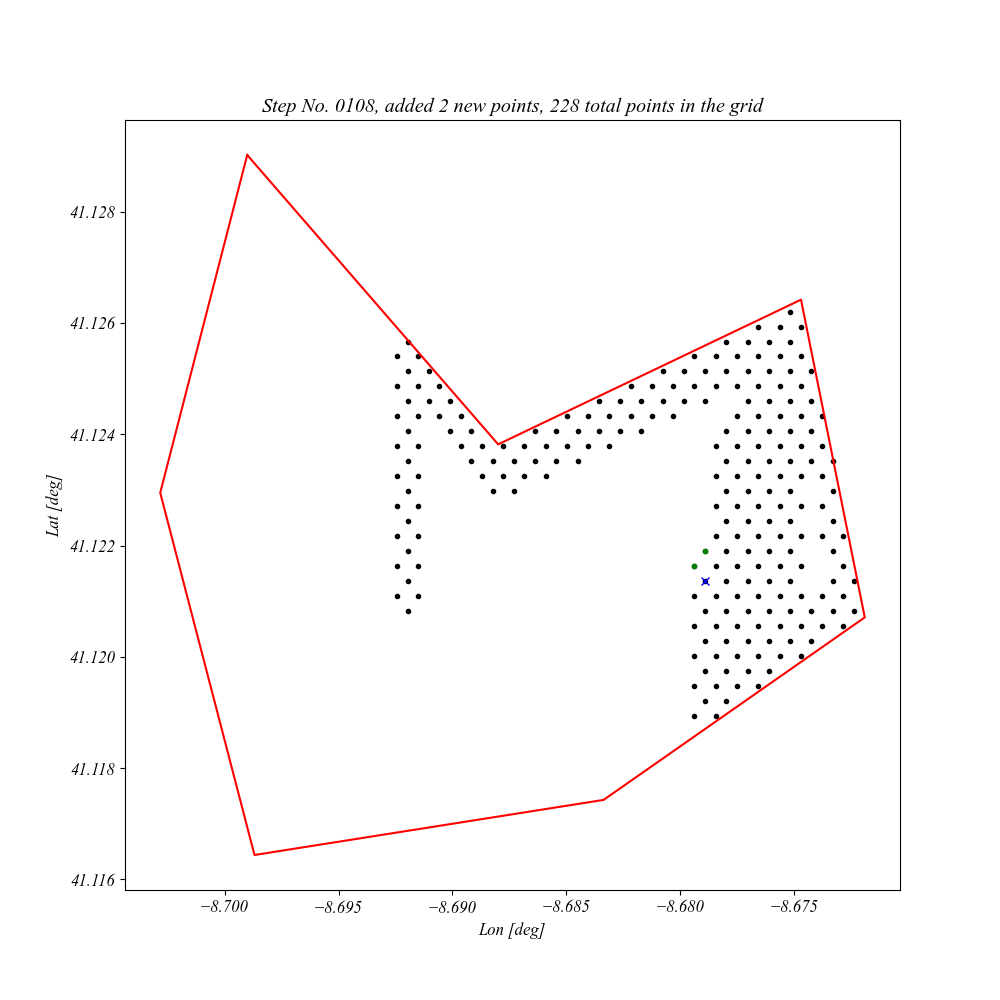 Step No. 0108, added 2 new points, 228 total points in the grid
41.128
41.126
41.124
41.122
41.120
41.118
41.116
Lat [deg]
−8.700 −8.695 −8.690 −8.685 −8.680 −8.675
Lon [deg]